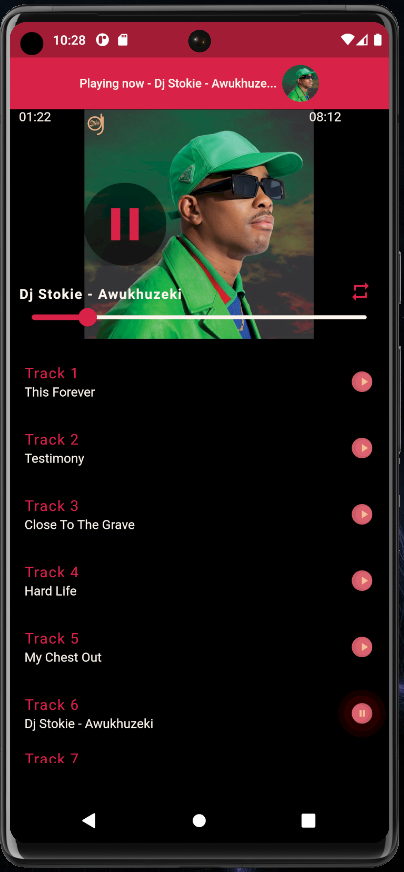 10:28
Playing now - Dj Stokie - Awukhuze...
01:22
08:12
Dj Stokie - Awukhuzeki
Track 1
This Forever
Track 2
Testimony
Track 3
Close To The Grave
Track 4
Hard Life
Track 5
My Chest Out
Track 6
Dj Stokie - Awukhuzeki
Track 7